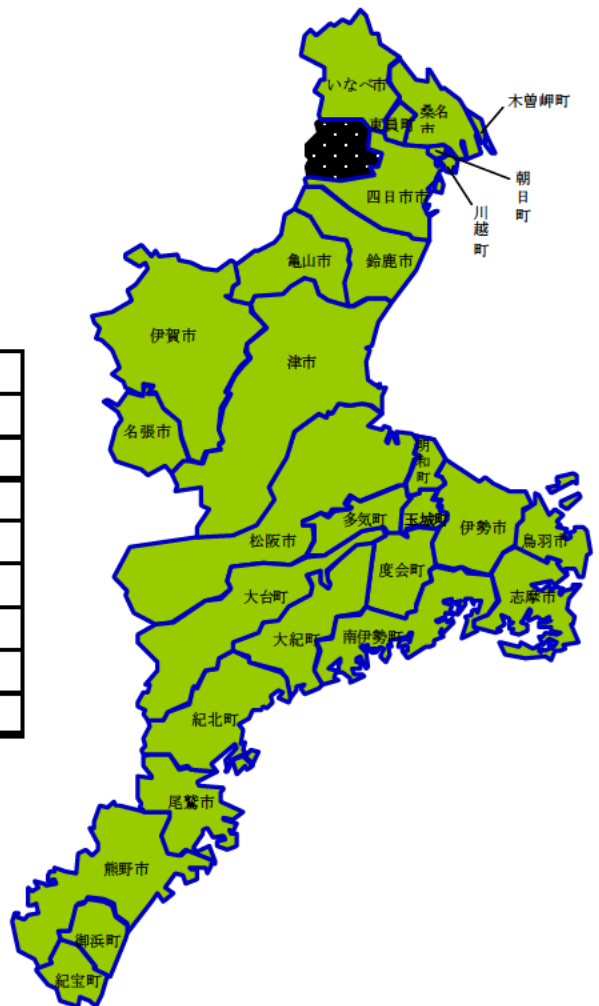 いなべ市
桑名
市
木曽岬町
東員町
朝
日
町
川
越
町
四日市市
亀山市
鈴鹿市
伊賀市
津市
名張市
明
和
町
多気町
玉城町
伊勢市
鳥羽市
松阪市
度会町
志摩市
大台町
大紀町
南伊勢町
紀北町
尾鷲市
熊野市
御浜町
紀宝町